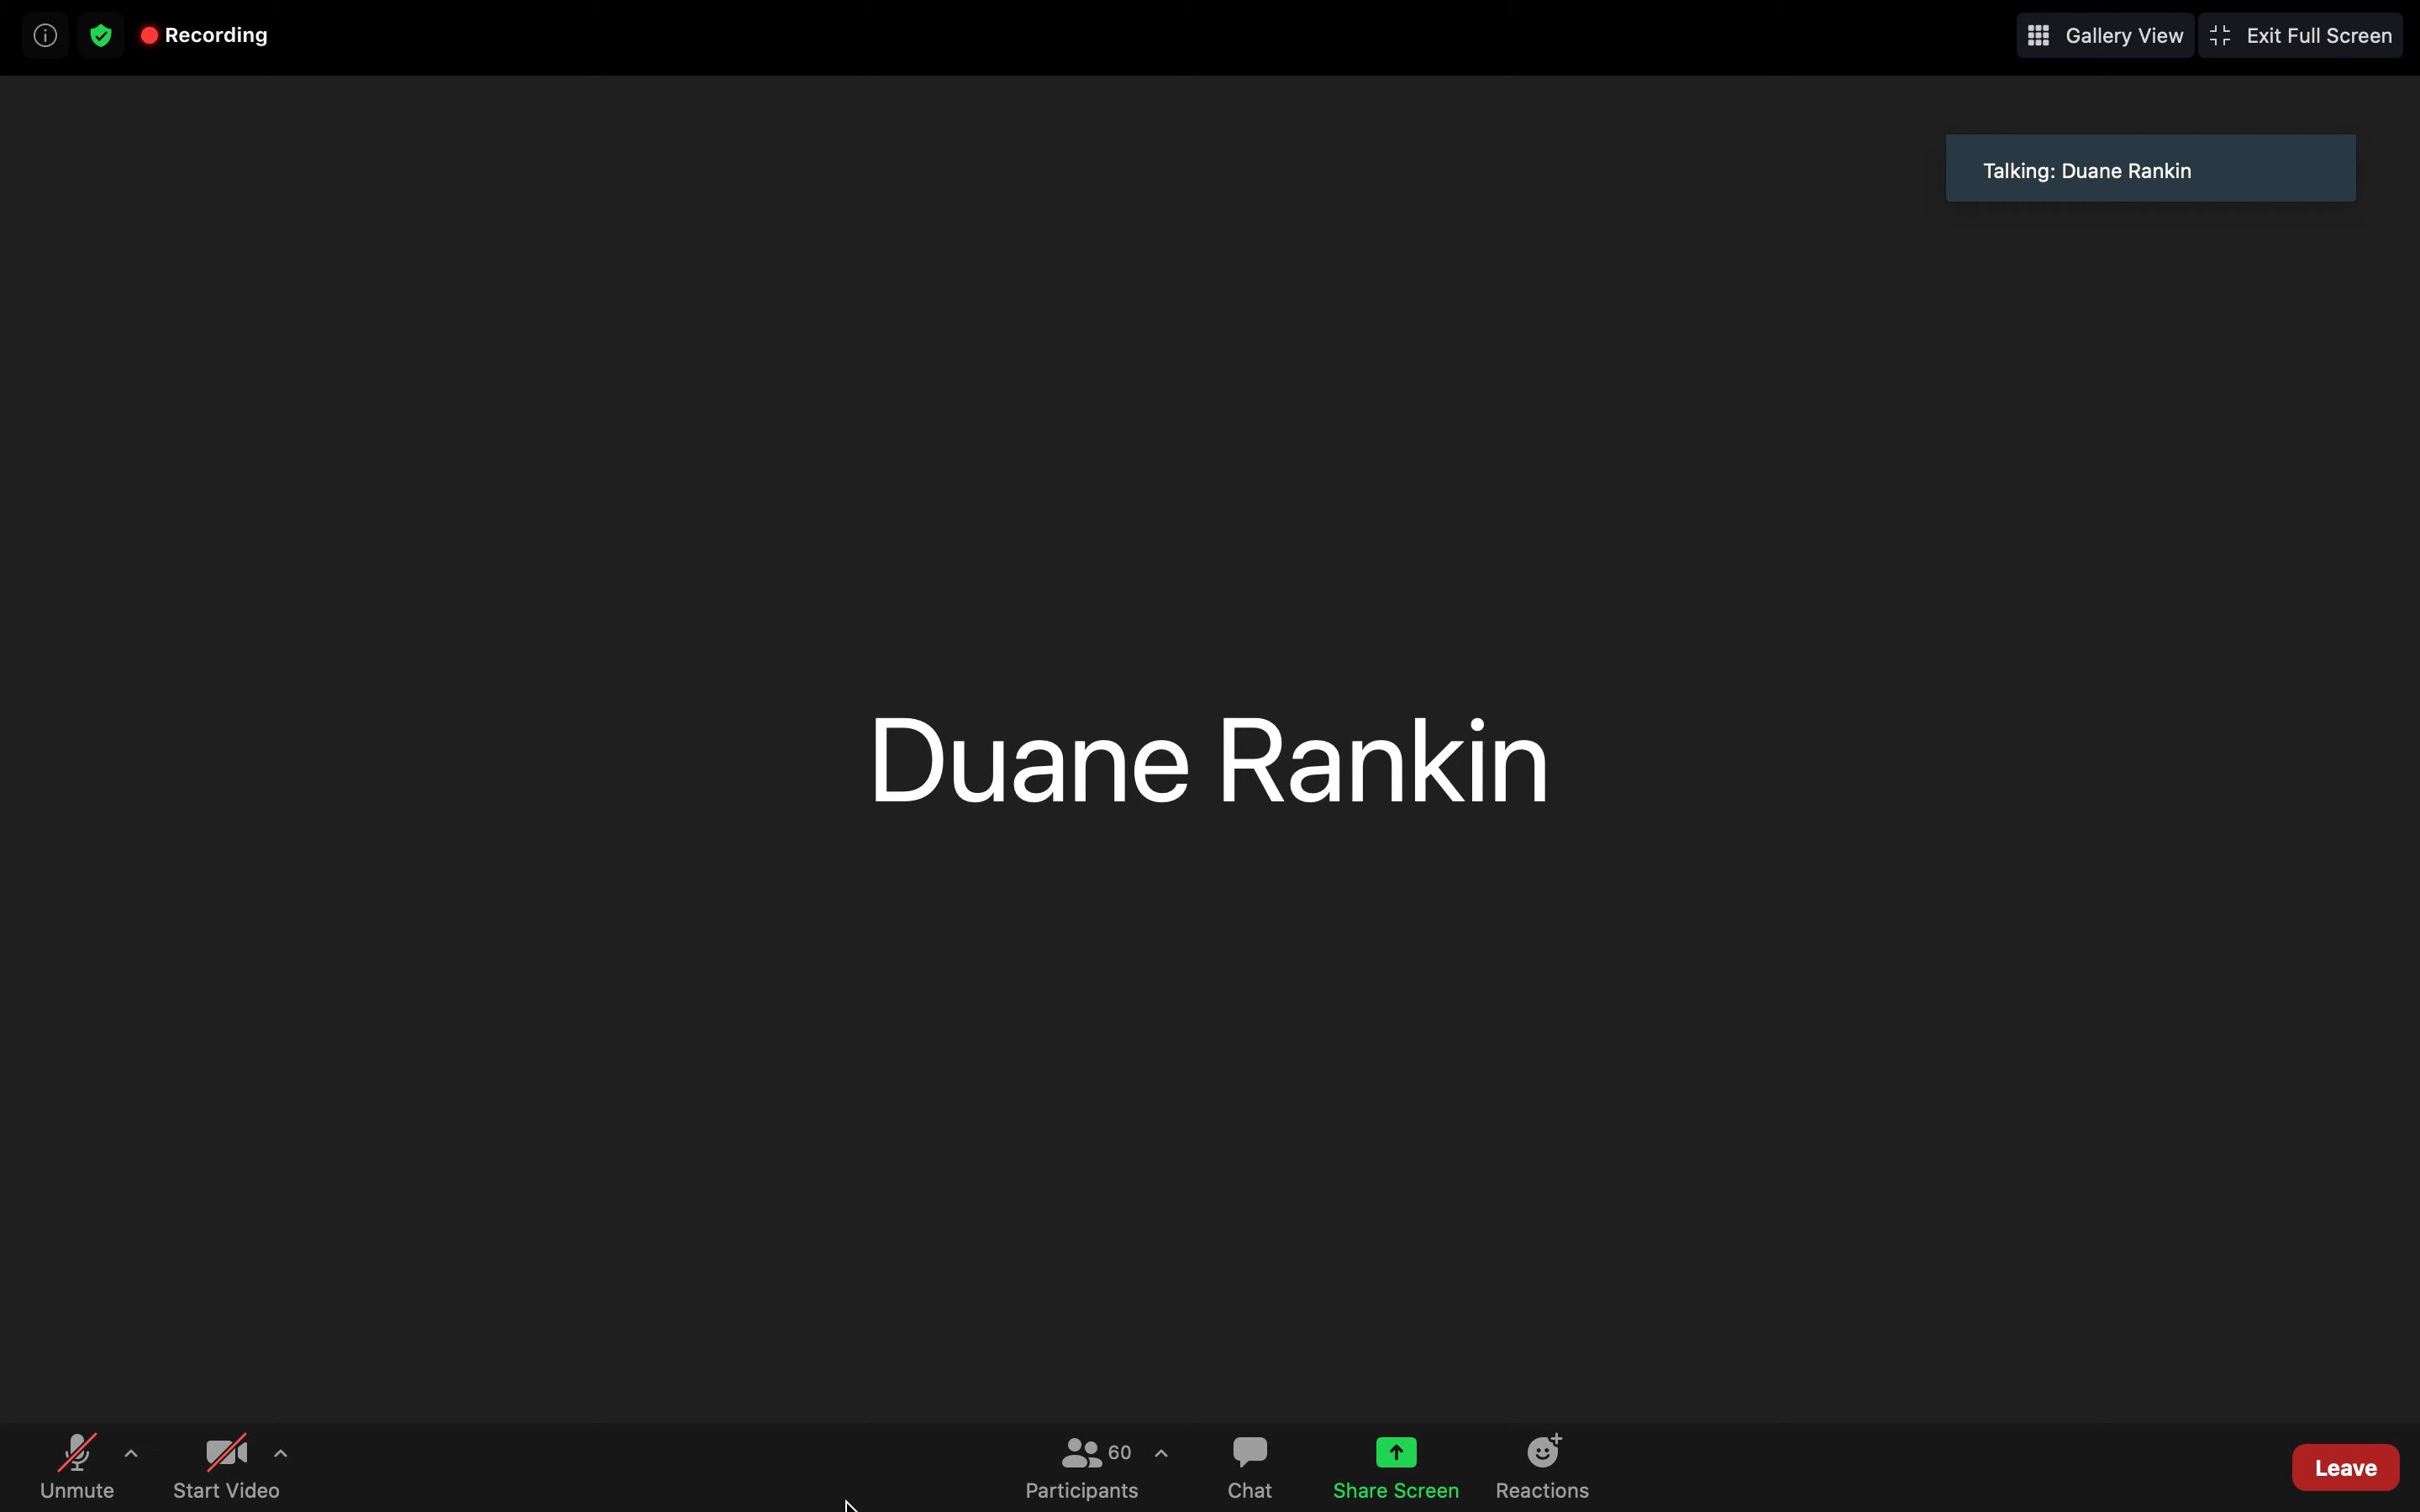 Recording
Gallery View
Exit Full Screen
Talking: Duane Rankin
Duane Rankin
Unmute
Start Video
60
Participants
Chat
Share Screen
Reactions
Leave